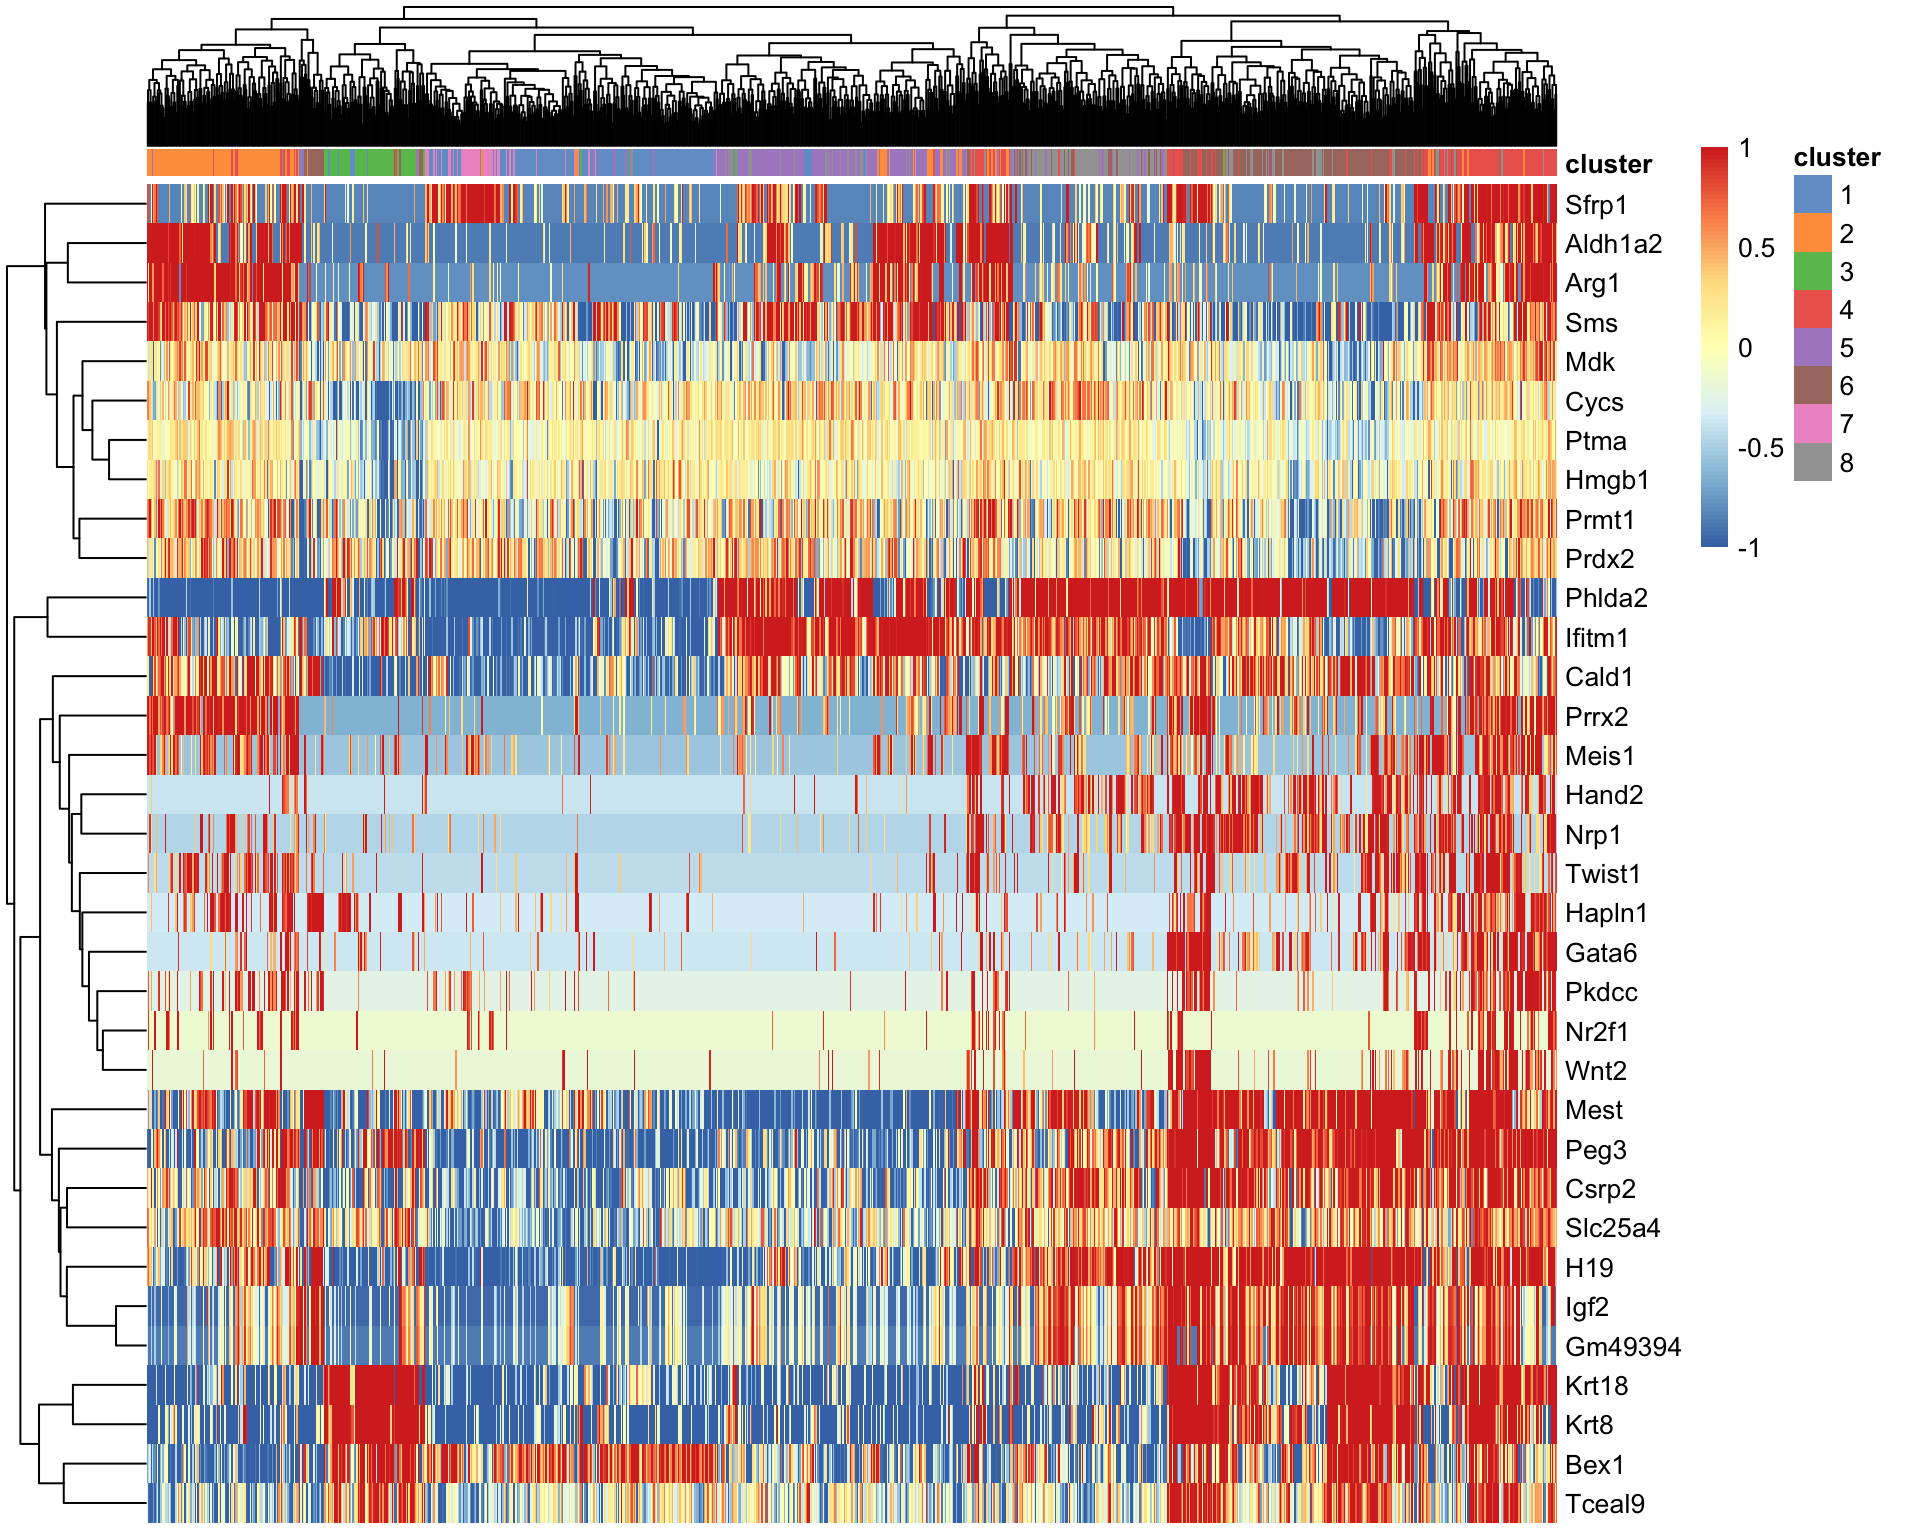 cluster
Sfrp1
Aldh1a2
Arg1
Sms
Mdk
Cycs
Ptma
Hmgb1
Prmt1
Prdx2
Phlda2
Ifitm1
Cald1
Prrx2
Meis1
Hand2
Nrp1
Twist1
Hapln1
Gata6
Pkdcc
Nr2f1
Wnt2
Mest
Peg3
Csrp2
Slc25a4
H19
Igf2
Gm49394
Krt18
Krt8
Bex1
Tceal9
1
0.5
0
-0.5
-1
cluster
1
2
3
4
5
6
7
8